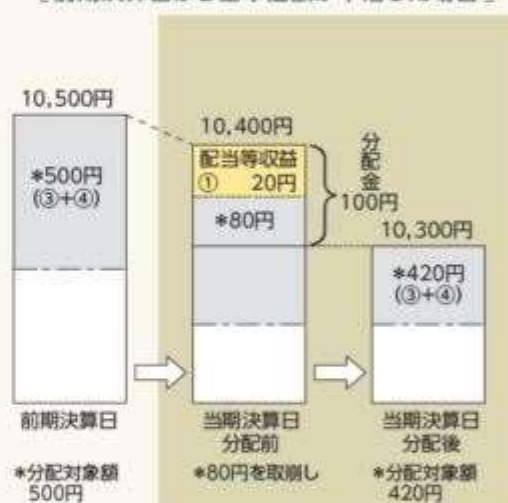 10,500円
*500円
(③+④)
前期決算日
*分配対象額
500円
10,400円
配当等収益
① 20円
*80円
分配金
100円
当期決算日
分配前
*80円を取崩し
10,300円
*420円
(③+④)
当期決算日
分配後
*分配対象額
420円